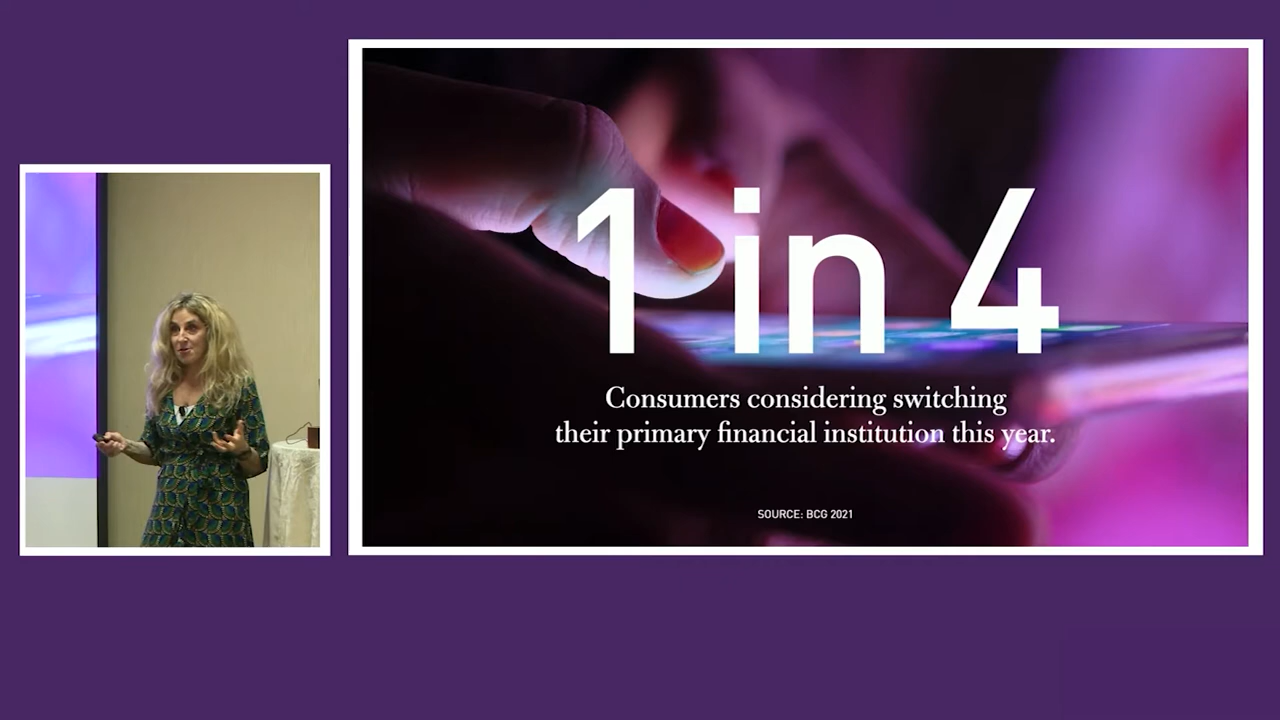 1 in 4
Consumers considering switching
their primary financial institution this year.
SOURCE: BCG 2021